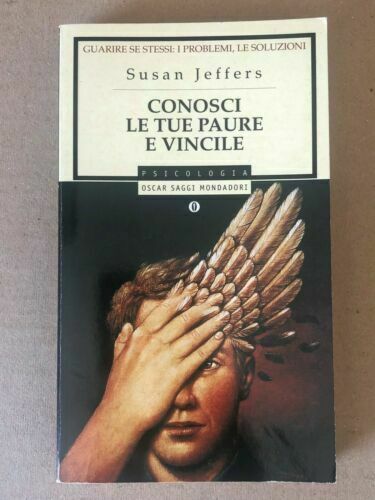 GUARIRE SE STESSI: I PROBLEMI, LE SOLUZIONI
Susan Jeffers
CONOSCI
LE TUE PAURE
E VINCILE
PSICOLOGIA
OSCAR SAGGI MONDADORI